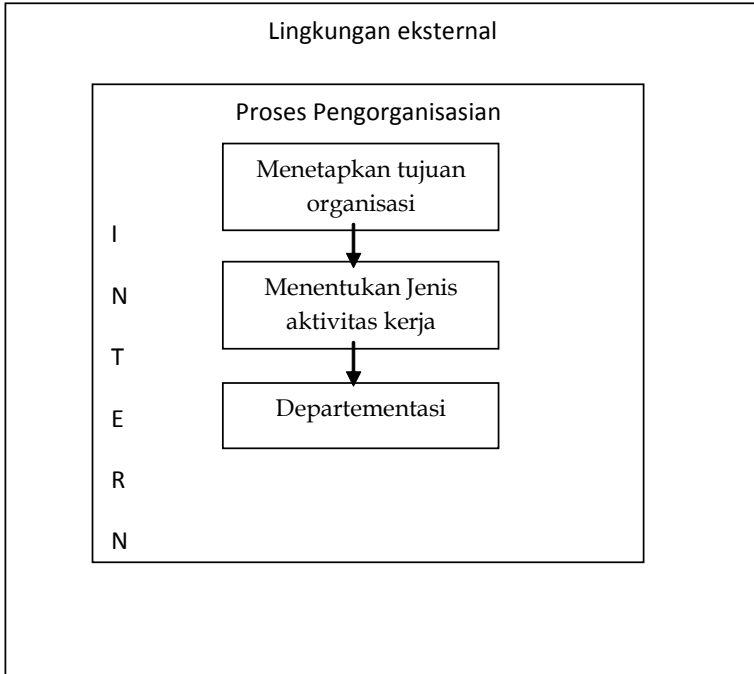 Lingkungan eksternal
Proses Pengorganisasian
Menetapkan tujuan
organisasi
I
Menentukan Jenis
N
aktivitas kerja
T
Departementasi
E
R
N